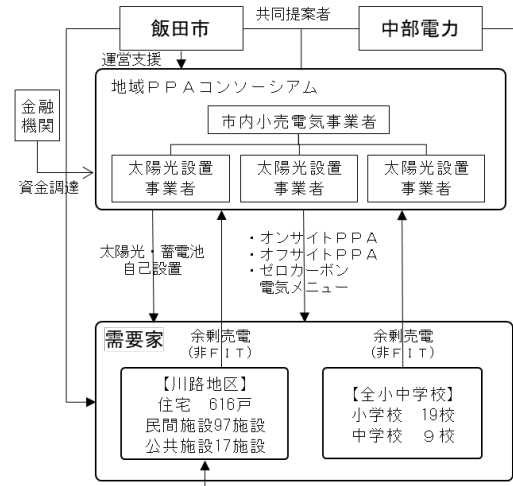 飯田市
共同提案者
中部電力
運営支援
地域ＰＰＡコンソーシアム
金融
機関
市内小売電気事業者
太陽光設置
事業者
太陽光設置
事業者
太陽光設置
事業者
資金調達
太陽光・蓄電池
自己設置
・オンサイトＰＰＡ
・オフサイトＰＰＡ
・ゼロカーボン
電気メニュー
需要家
余剰売電
(非ＦＩＴ)
余剰売電
(非ＦＩＴ)
【川路地区】
住宅　616戸
民間施設97施設
公共施設17施設
【全小中学校】
小学校　19校
中学校　９校